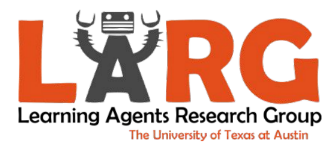 LARG
Learning Agents Research Group
The University of Texas at Austin